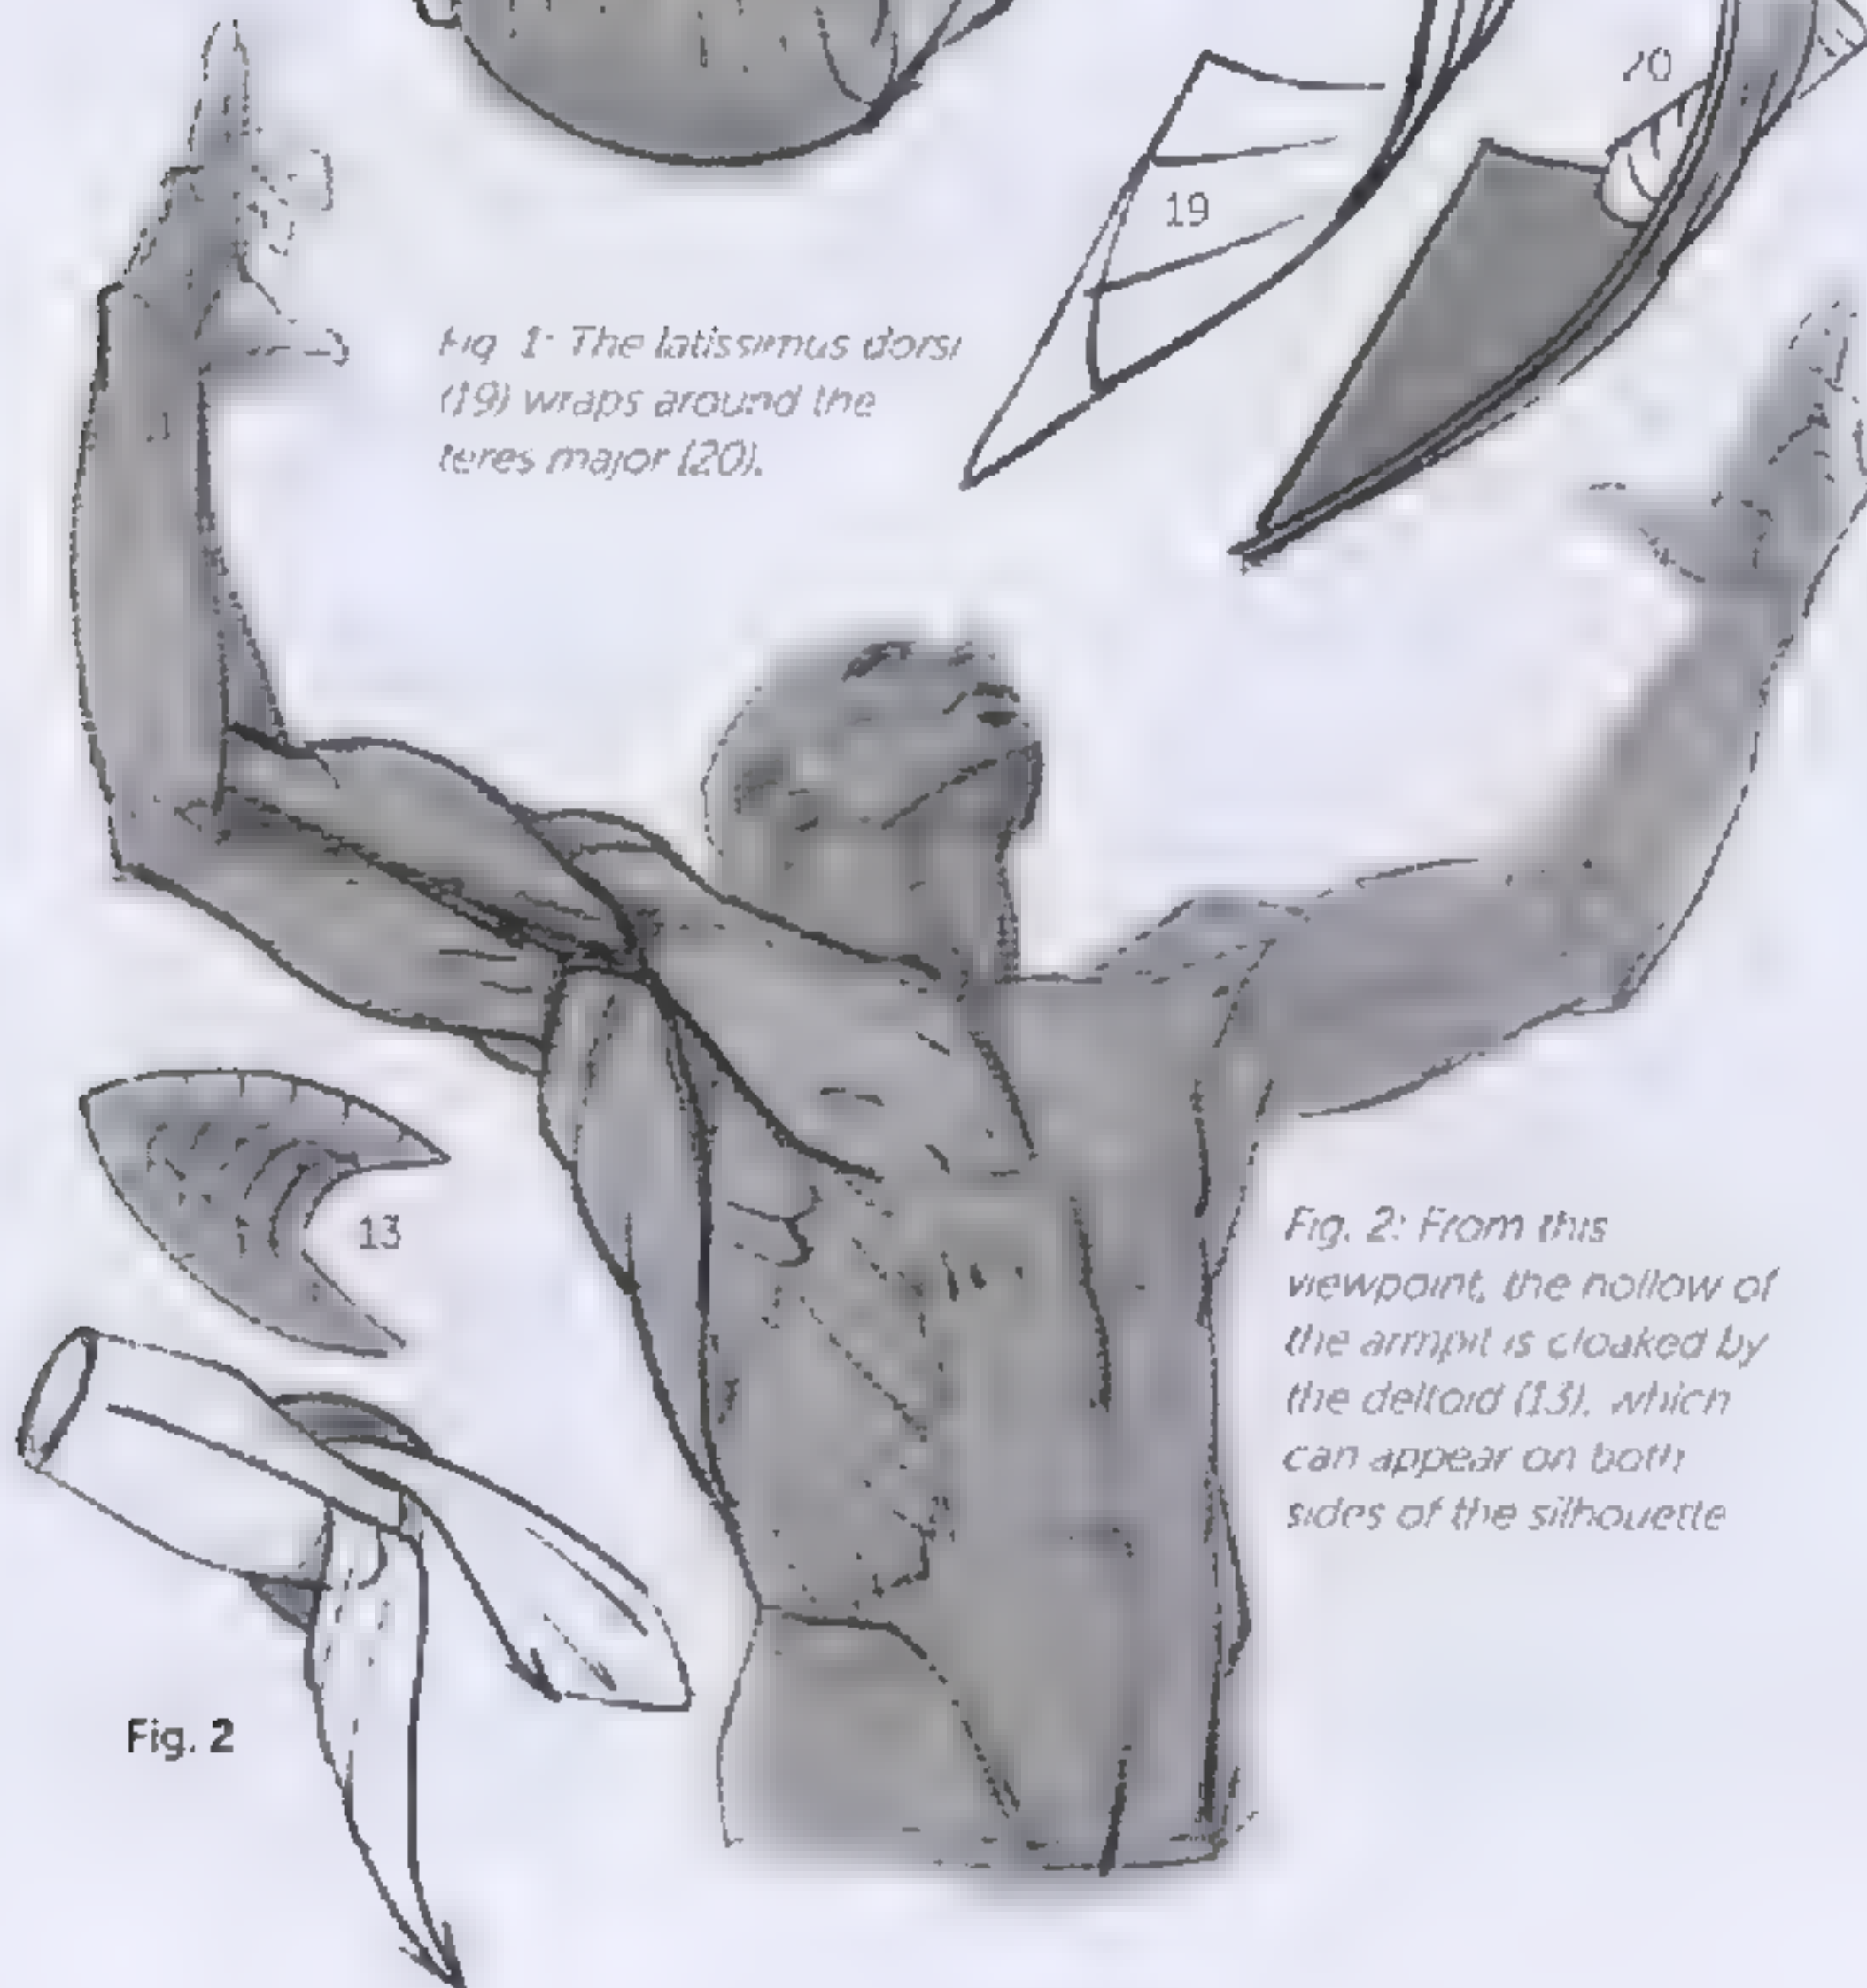 20
19
Fig 1: The latissimus dorsi
(19) wraps around the
teres major (20).
13
Fig. 2: From this
viewpoint, the hollow of
the armpit is cloaked by
the deltoid (13), which
can appear on both
sides of the silhouette
Fig. 2